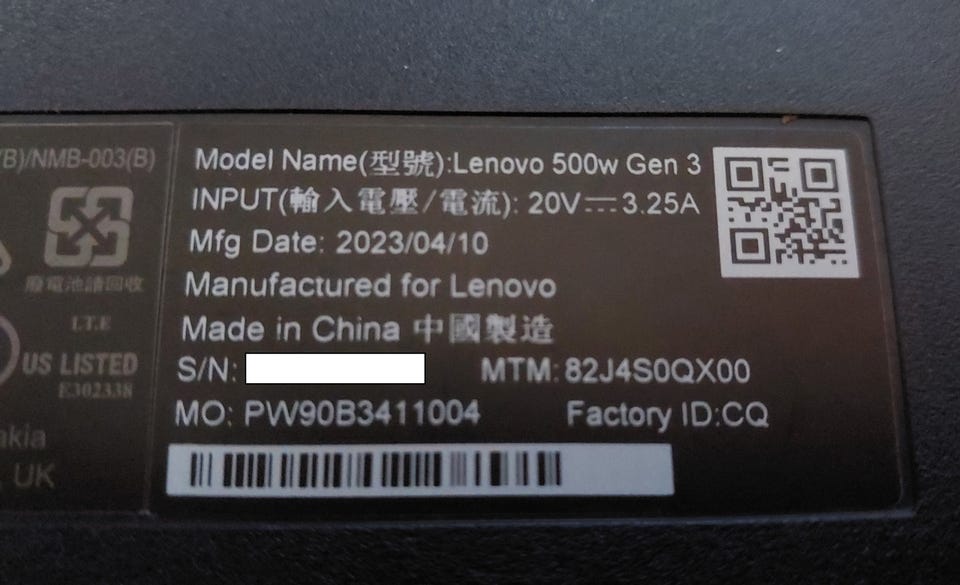 (B)/NMB-003(B)
廢電池請回收
I.T.E
US LISTED
E302338
akia
, UK
Model Name(型號):Lenovo 500w Gen 3
INPUT(輸入電壓/電流): 20V⎓3.25A
Mfg Date: 2023/04/10
Manufactured for Lenovo
Made in China 中國製造
S/N:
MTM: 82J4S0QX00
MO: PW90B3411004
Factory ID:CQ